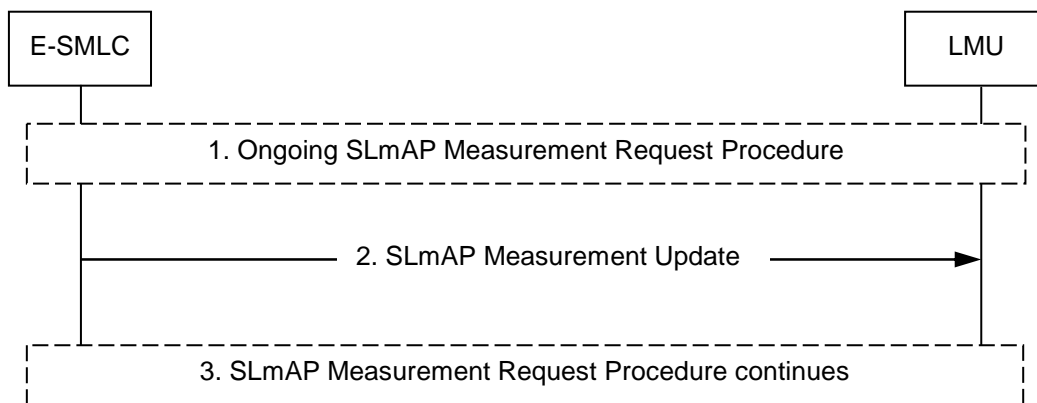 E-SMLC
LMU
1. Ongoing SLmAP Measurement Request Procedure
2. SLmAP Measurement Update
3. SLmAP Measurement Request Procedure continues